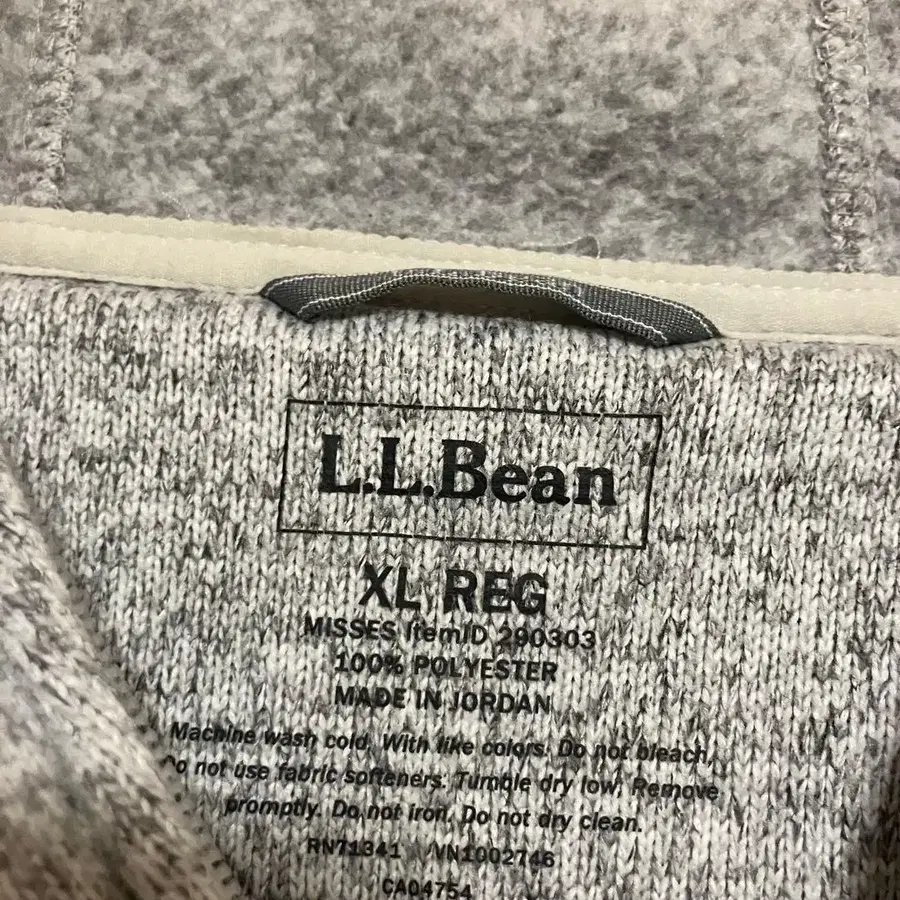 L.L.Bean
XL REG
MISSES ItemID 290303
100% POLYESTER
MADE IN JORDAN
Machine wash cold, With like colors. Do not bleach,
Do not use fabric softeners. Tumble dry low, Remove
promptly. Do not iron. Do not dry clean.
RN71341 VN1002746
CA04754